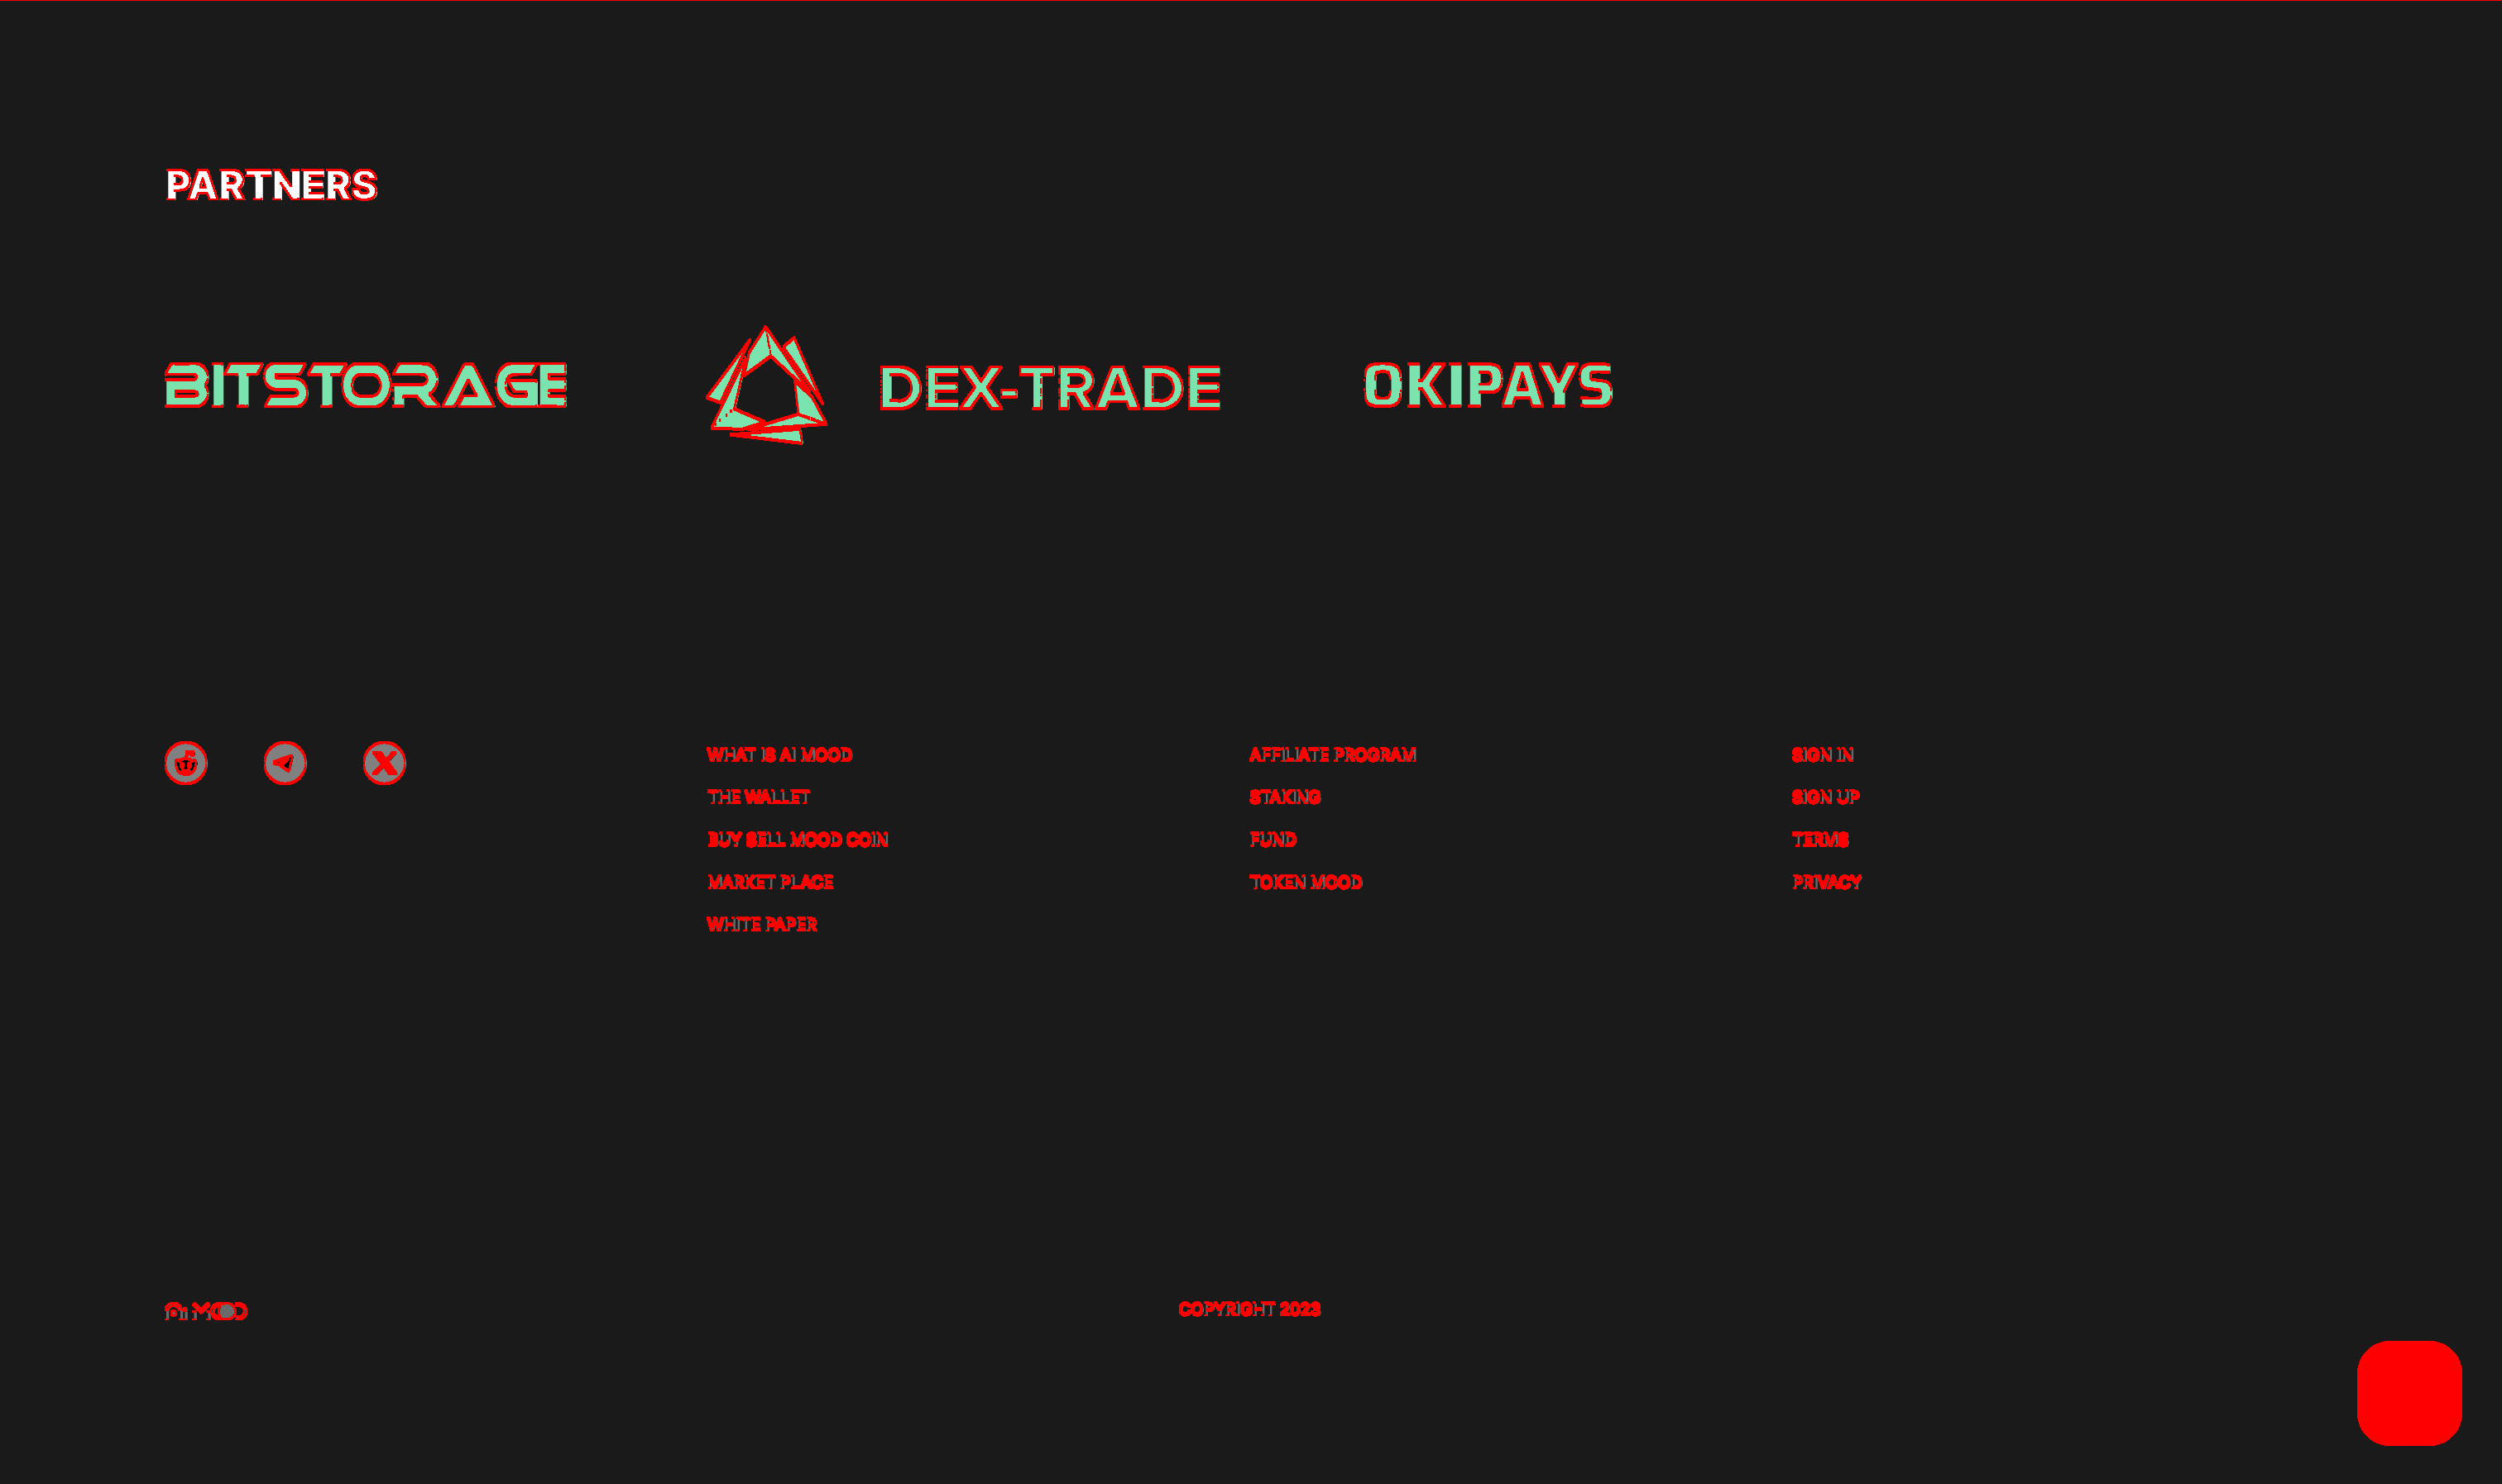 PARTNERS
BITSTORAGE
DEX-TRADE
OKIPAYS
WHAT IS AI MOOD
THE WALLET
BUY SELL MOOD COIN
MARKET PLACE
WHITE PAPER
AFFILIATE PROGRAM
STAKING
FUND
TOKEN MOOD
SIGN IN
SIGN UP
TERMS
PRIVACY
Ai MOOD
COPYRIGHT 2023